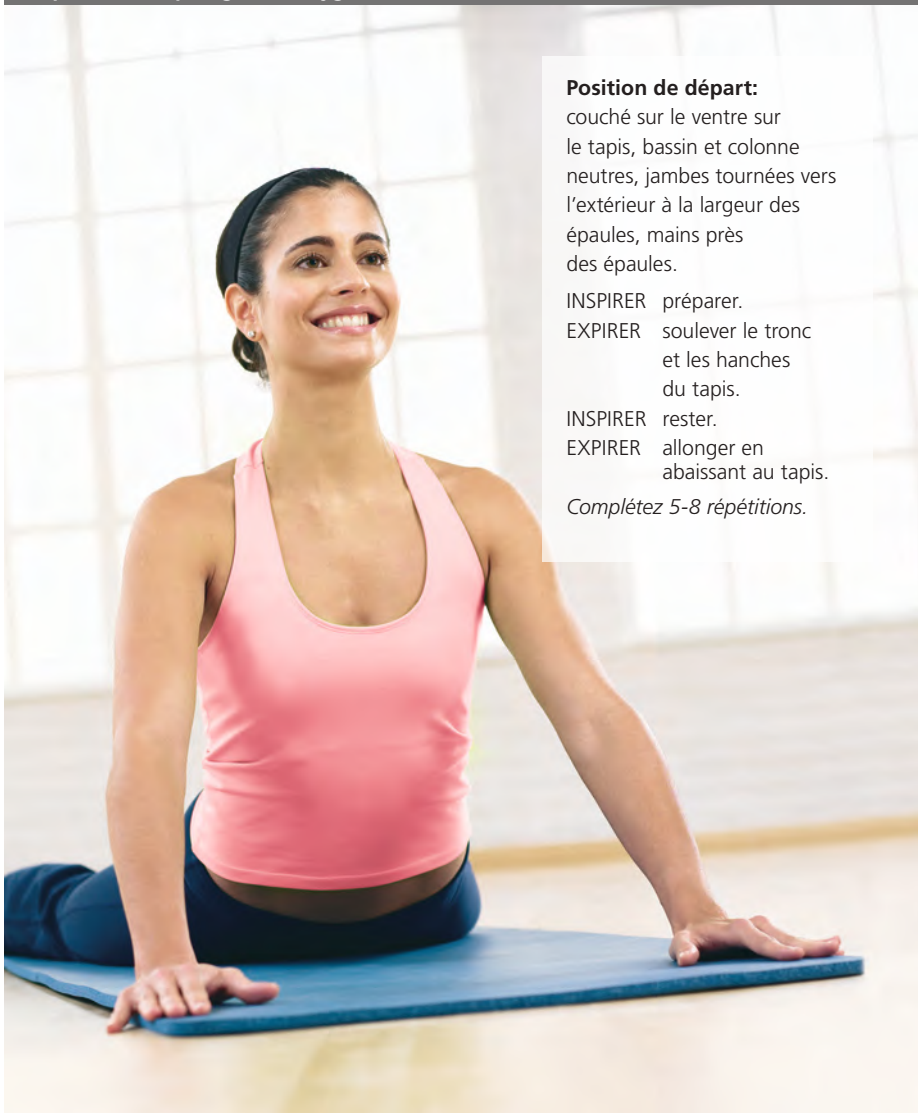 Position de départ:
couché sur le ventre sur
le tapis, bassin et colonne
neutres, jambes tournées vers
l'extérieur à la largeur des
épaules, mains près
des épaules.
INSPIRER préparer.
EXPIRER soulever le tronc
et les hanches
du tapis.
INSPIRER rester.
EXPIRER allonger en
abaissant au tapis.
Complétez 5-8 répétitions.